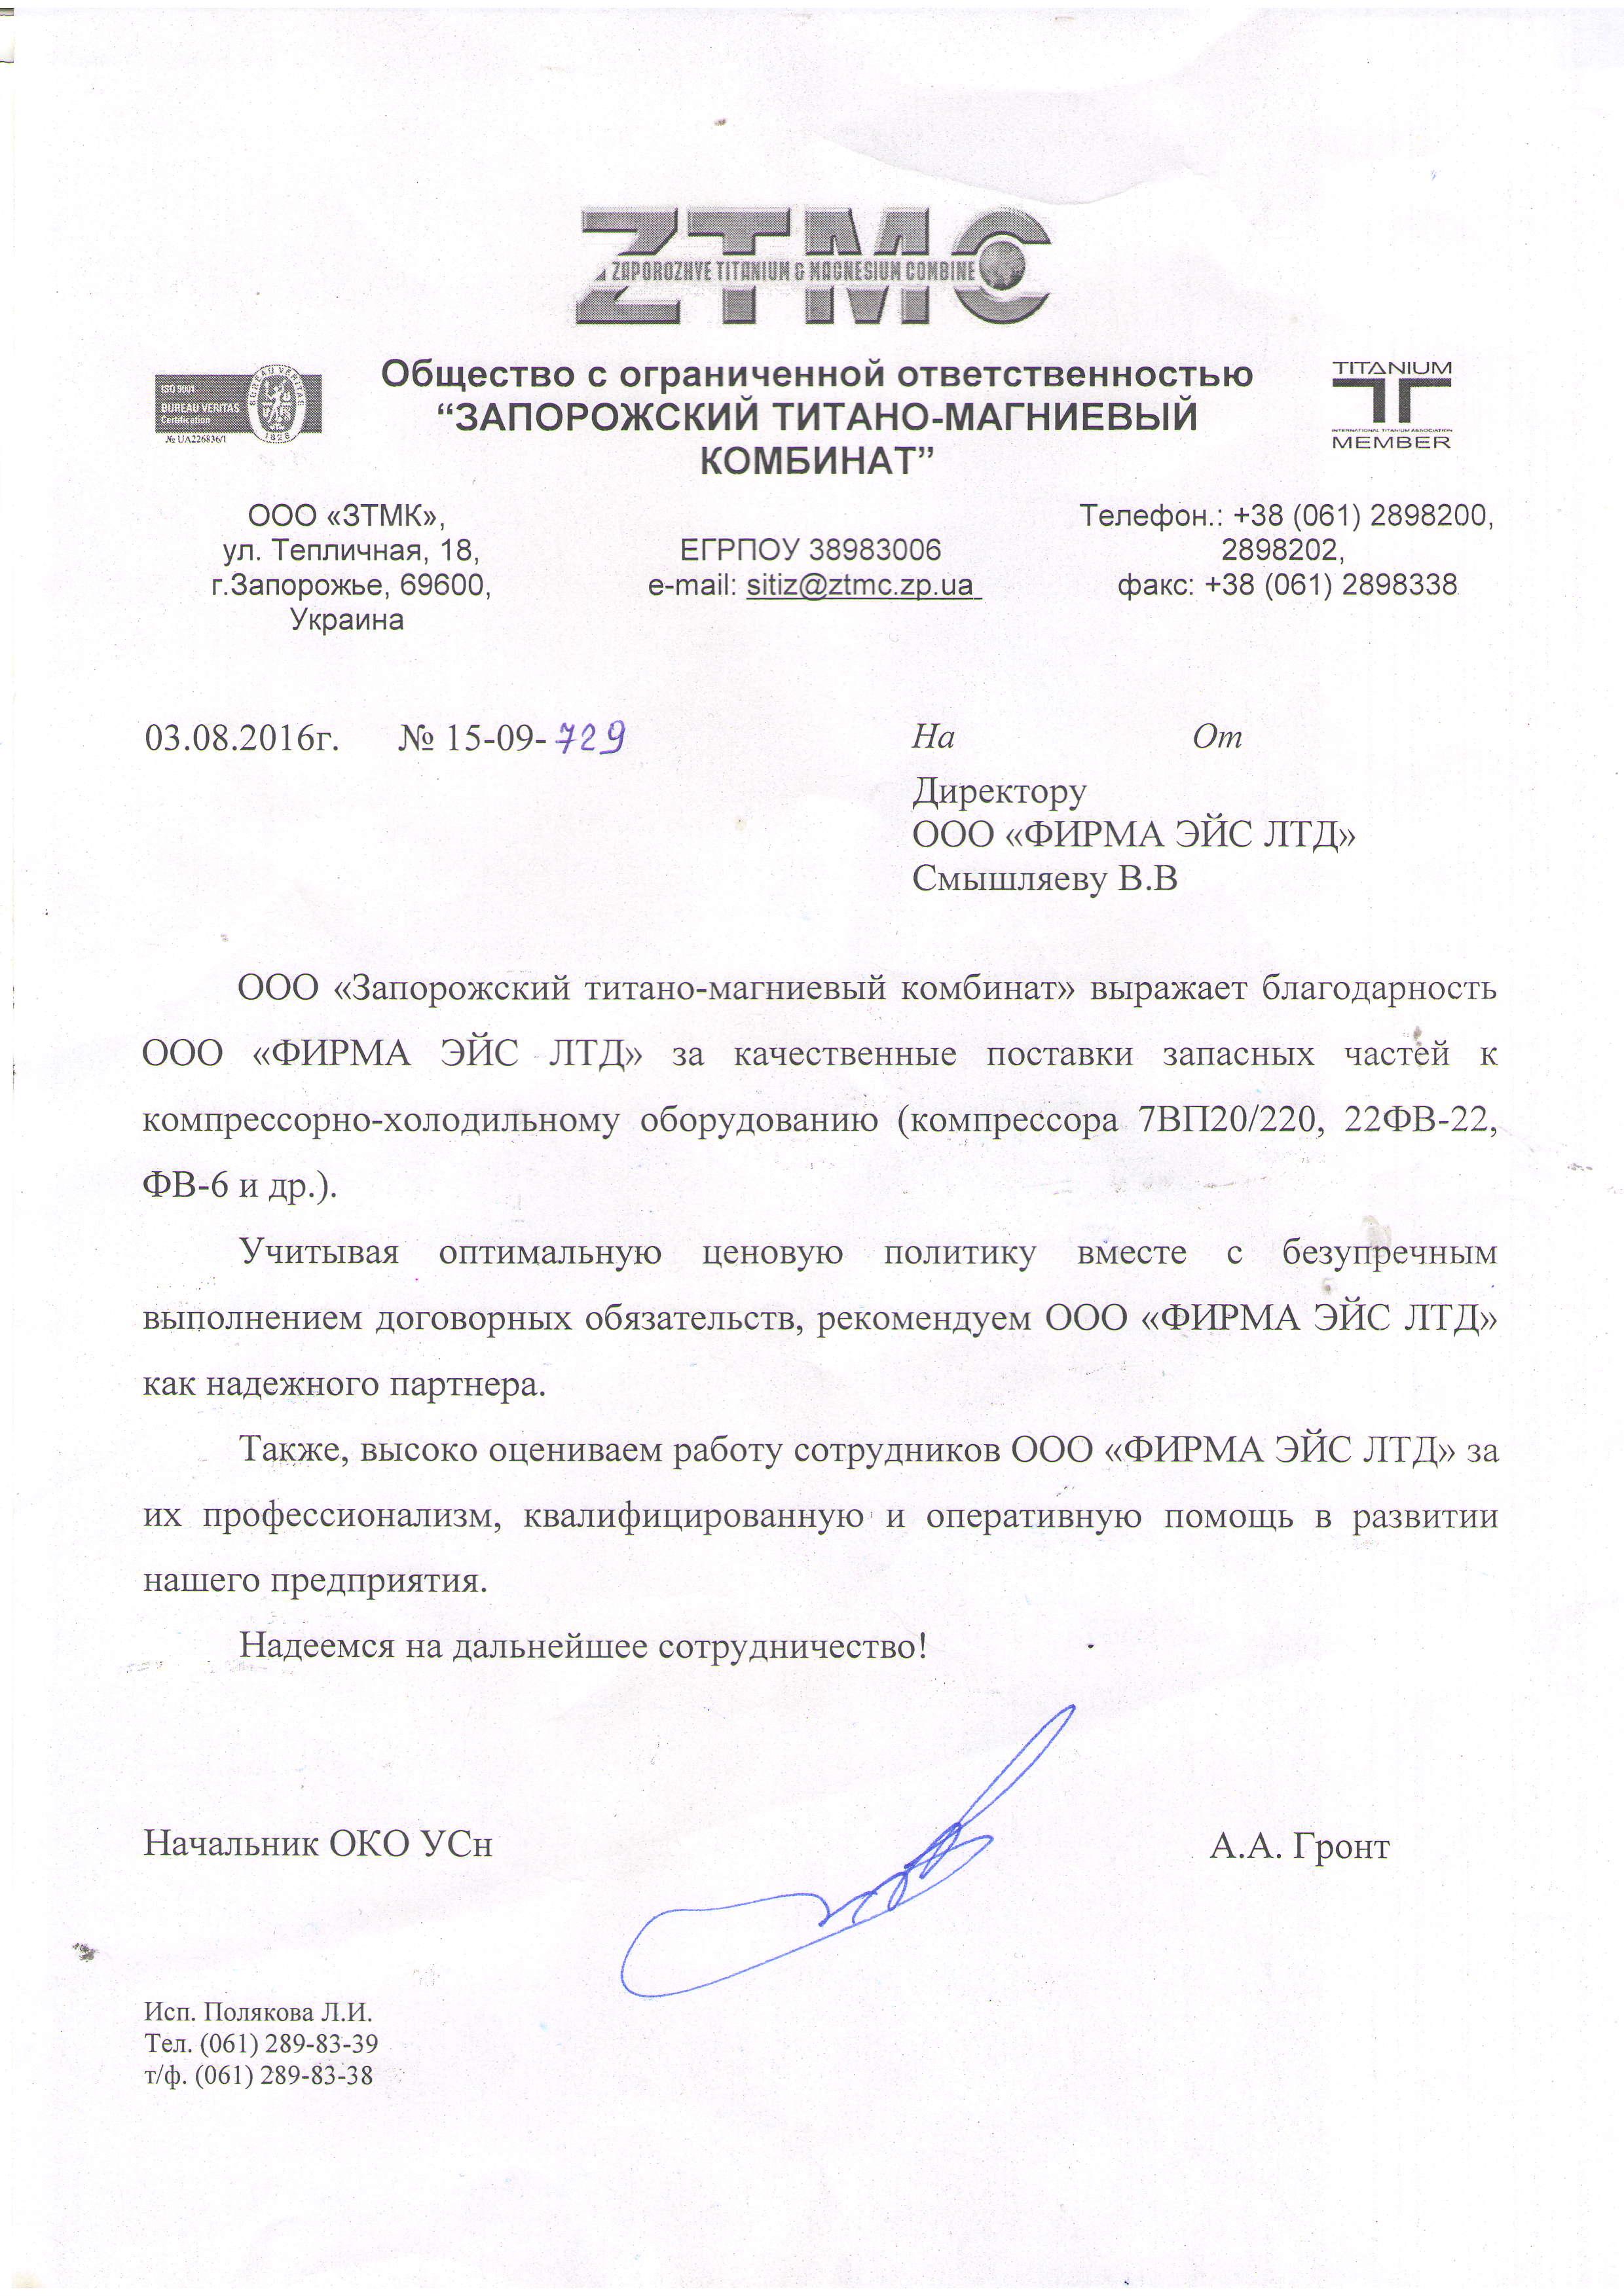 ZTMC
ZAPOROZHYE TITANIUM & MAGNESIUM COMBINE
ISO 9001
BUREAU VERITAS
Certification
№ UA226836/1
BUREAU VERITAS
1828
Общество с ограниченной ответственностью
“ЗАПОРОЖСКИЙ ТИТАНО-МАГНИЕВЫЙ
КОМБИНАТ”
TITANIUM
INTERNATIONAL TITANIUM ASSOCIATION
MEMBER
ООО «ЗТМК»,
ул. Тепличная, 18,
г.Запорожье, 69600,
Украина
ЕГРПОУ 38983006
e-mail: sitiz@ztmc.zp.ua
Телефон.: +38 (061) 2898200,
2898202,
факс: +38 (061) 2898338
03.08.2016г. № 15-09-729
На От
Директору
ООО «ФИРМА ЭЙС ЛТД»
Смышляеву В.В
ООО «Запорожский титано-магниевый комбинат» выражает благодарность
ООО «ФИРМА ЭЙС ЛТД» за качественные поставки запасных частей к
компрессорно-холодильному оборудованию (компрессора 7ВП20/220, 22ФВ-22,
ФВ-6 и др.).
Учитывая оптимальную ценовую политику вместе с безупречным
выполнением договорных обязательств, рекомендуем ООО «ФИРМА ЭЙС ЛТД»
как надежного партнера.
Также, высоко оцениваем работу сотрудников ООО «ФИРМА ЭЙС ЛТД» за
их профессионализм, квалифицированную и оперативную помощь в развитии
нашего предприятия.
Надеемся на дальнейшее сотрудничество!
Начальник ОКО УСн
А.А. Гронт
Исп. Полякова Л.И.
Тел. (061) 289-83-39
т/ф. (061) 289-83-38